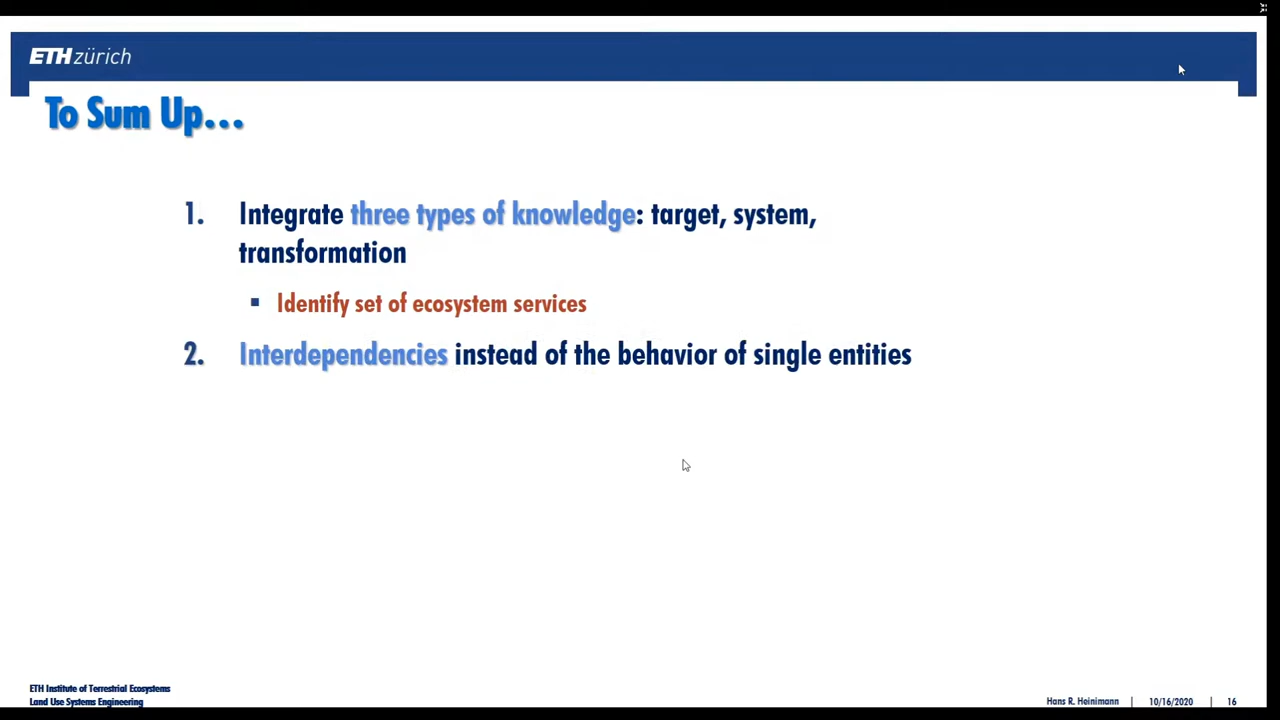 ETH zürich
To Sum Up...
1. Integrate three types of knowledge: target, system,
transformation
▪ Identify set of ecosystem services
2. Interdependencies instead of the behavior of single entities
ETH Institute of Terrestrial Ecosystems
Land Use Systems Engineering
Hans R. Heinimann | 10/16/2020 | 16